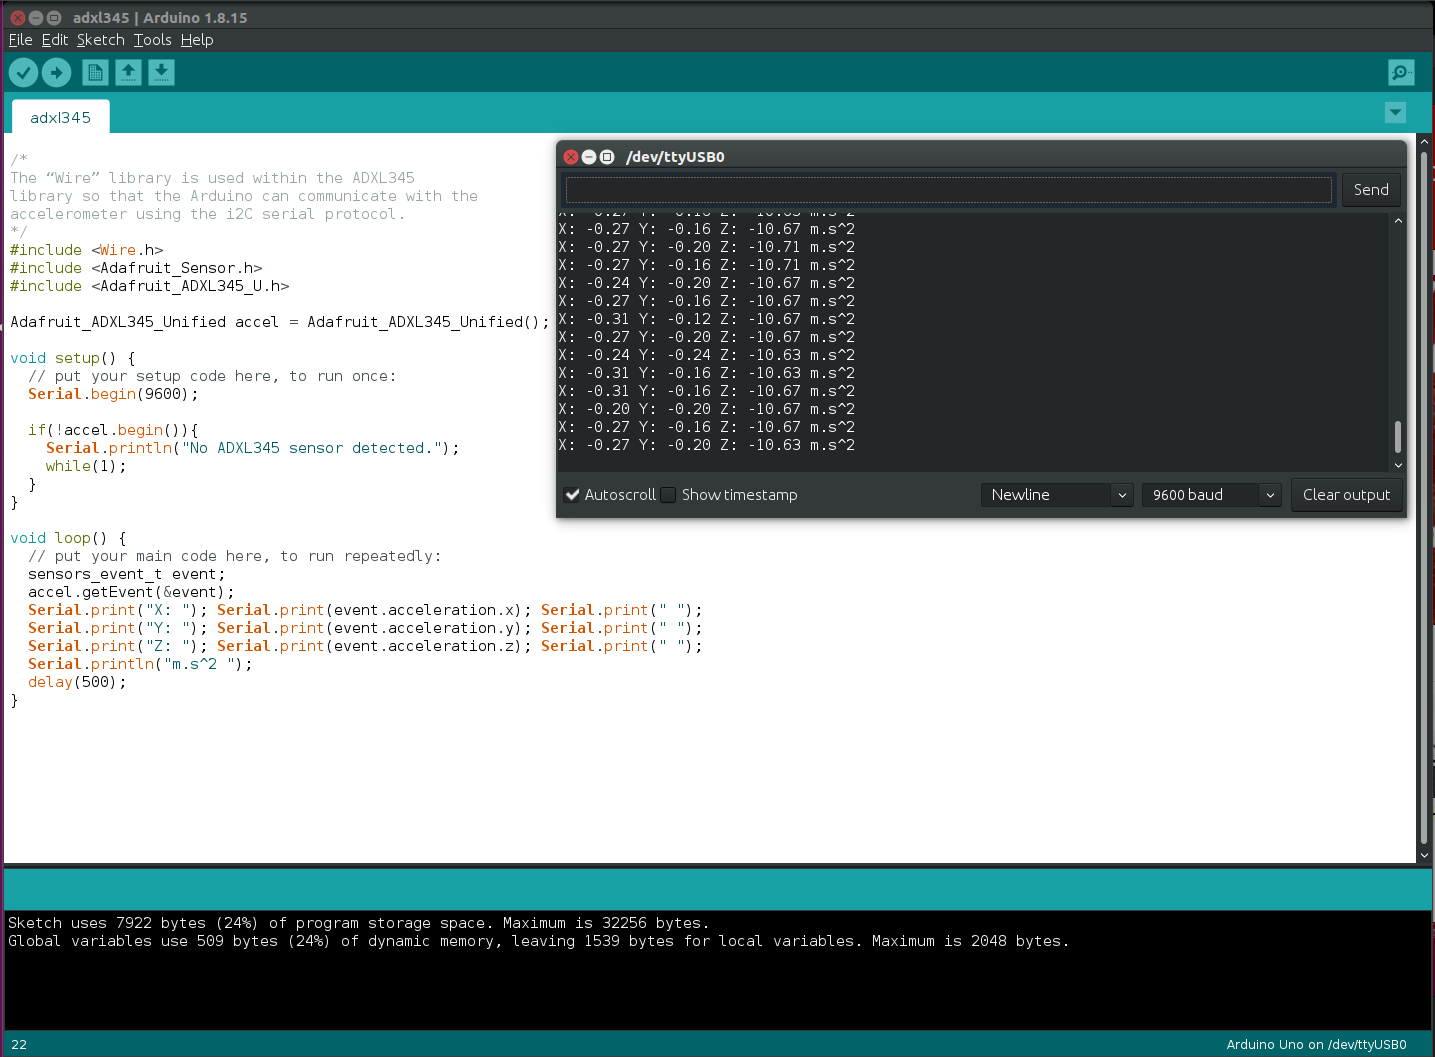 adxl345 | Arduino 1.8.15
File Edit Sketch Tools Help
adxl345
/*
The “Wire” library is used within the ADXL345
library so that the Arduino can communicate with the
accelerometer using the i2C serial protocol.
*/
#include <Wire.h>
#include <Adafruit_Sensor.h>
#include <Adafruit_ADXL345_U.h>
Adafruit_ADXL345_Unified accel = Adafruit_ADXL345_Unified();
void setup() {
// put your setup code here, to run once:
Serial.begin(9600);
if(!accel.begin()){
Serial.println("No ADXL345 sensor detected.");
while(1);
}
}
void loop() {
// put your main code here, to run repeatedly:
sensors_event_t event;
accel.getEvent(&event);
Serial.print("X: "); Serial.print(event.acceleration.x); Serial.print(" ");
Serial.print("Y: "); Serial.print(event.acceleration.y); Serial.print(" ");
Serial.print("Z: "); Serial.print(event.acceleration.z); Serial.print(" ");
Serial.println("m.s^2 ");
delay(500);
}
/dev/ttyUSB0
Send
X: -0.27 Y: -0.16 Z: -10.63 m.s^2
X: -0.27 Y: -0.16 Z: -10.67 m.s^2
X: -0.27 Y: -0.20 Z: -10.71 m.s^2
X: -0.27 Y: -0.16 Z: -10.71 m.s^2
X: -0.24 Y: -0.20 Z: -10.67 m.s^2
X: -0.27 Y: -0.16 Z: -10.67 m.s^2
X: -0.31 Y: -0.12 Z: -10.67 m.s^2
X: -0.27 Y: -0.20 Z: -10.67 m.s^2
X: -0.24 Y: -0.24 Z: -10.63 m.s^2
X: -0.31 Y: -0.16 Z: -10.63 m.s^2
X: -0.31 Y: -0.16 Z: -10.67 m.s^2
X: -0.20 Y: -0.20 Z: -10.67 m.s^2
X: -0.27 Y: -0.16 Z: -10.67 m.s^2
X: -0.27 Y: -0.20 Z: -10.63 m.s^2
Autoscroll Show timestamp Newline 9600 baud Clear output
Sketch uses 7922 bytes (24%) of program storage space. Maximum is 32256 bytes.
Global variables use 509 bytes (24%) of dynamic memory, leaving 1539 bytes for local variables. Maximum is 2048 bytes.
22 Arduino Uno on /dev/ttyUSB0